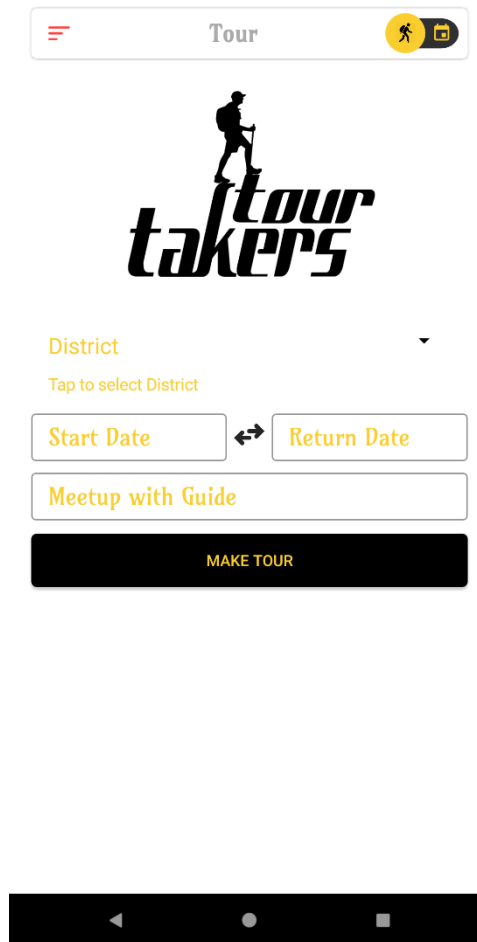 Tour
tour
takers
District
Tap to select District
Start Date
Return Date
Meetup with Guide
MAKE TOUR